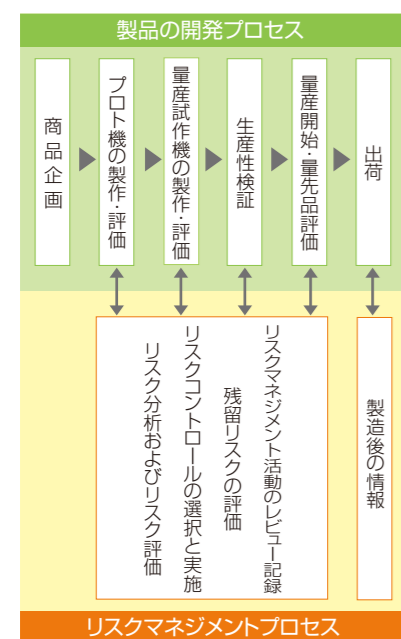 製品の開発プロセス
商品企画
プロト機の製作・評価
量産試作機の製作・評価
生産性検証
量産開始・量先品評価
出荷
リスク分析およびリスク評価
リスクコントロールの選択と実施
残留リスクの評価
リスクマネジメント活動のレビュー記録
製造後の情報
リスクマネジメントプロセス